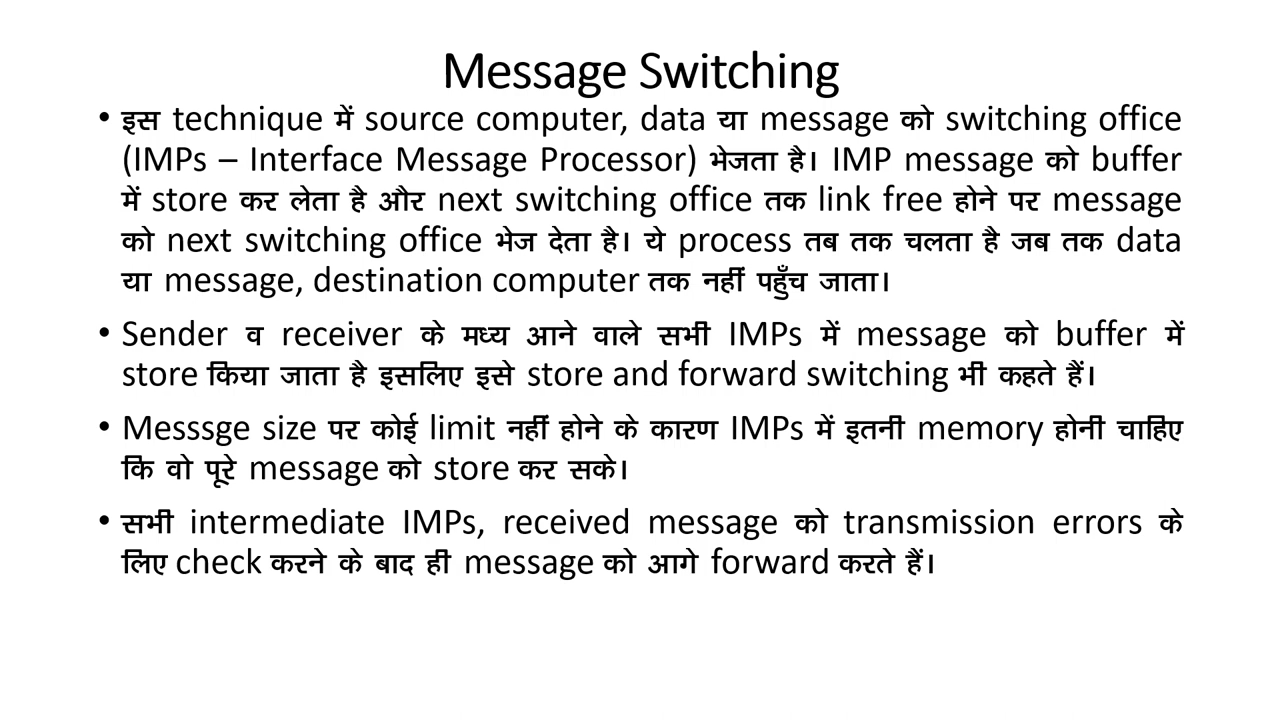 Message Switching
• इस technique में source computer, data या message को switching office
(IMPs – Interface Message Processor) भेजता है। IMP message को buffer
में store कर लेता है और next switching office तक link free होने पर message
को next switching office भेज देता है। ये process तब तक चलता है जब तक data
या message, destination computer तक नहीं पहुँच जाता।
• Sender व receiver के मध्य आने वाले सभी IMPs में message को buffer में
store किया जाता है इसलिए इसे store and forward switching भी कहते हैं।
• Messsge size पर कोई limit नहीं होने के कारण IMPs में इतनी memory होनी चाहिए
कि वो पूरे message को store कर सके।
• सभी intermediate IMPs, received message को transmission errors के
लिए check करने के बाद ही message को आगे forward करते हैं।